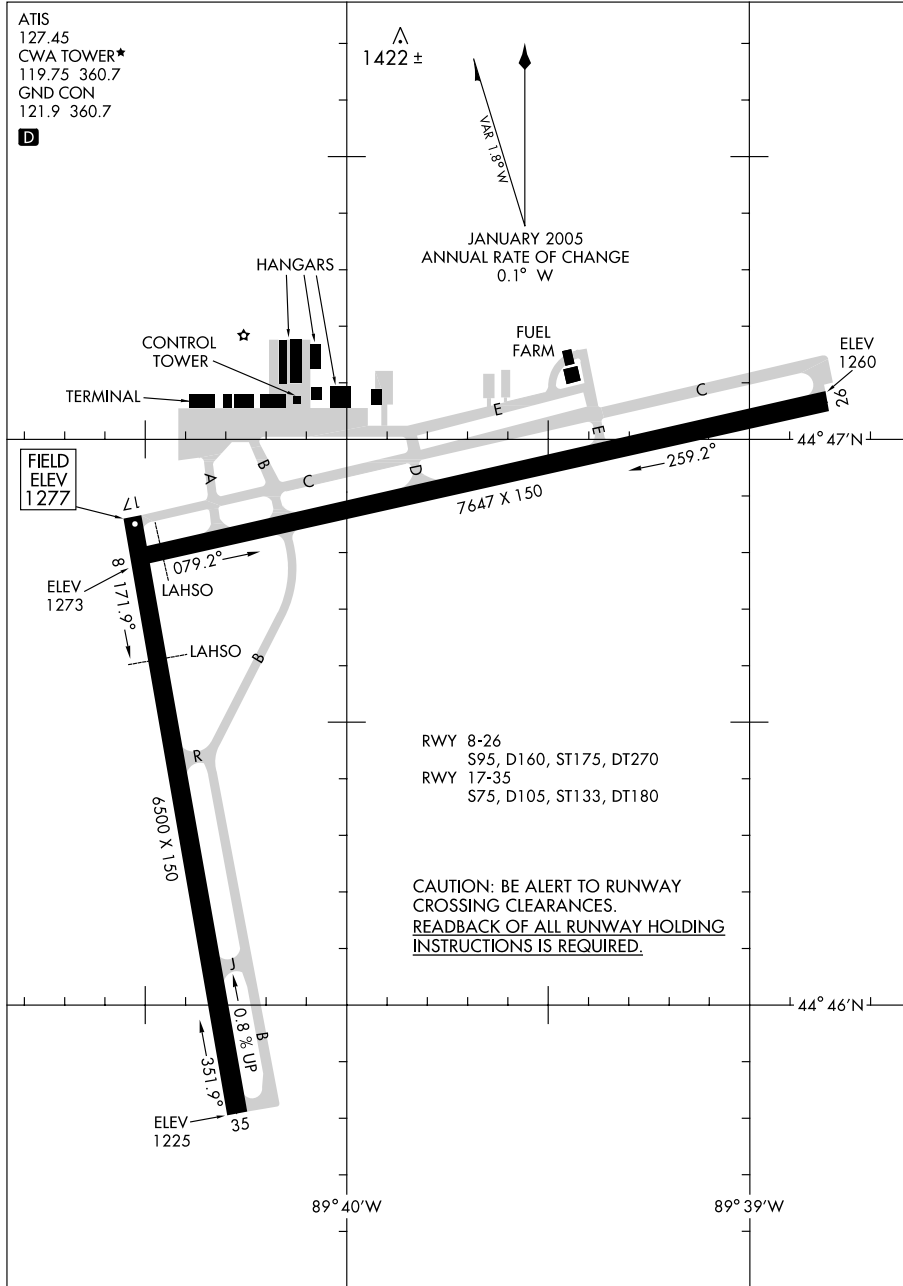 ATIS
127.45
CWA TOWER★
119.75 360.7
GND CON
121.9 360.7
D
1422 ±
VAR 1.8° W
JANUARY 2005
ANNUAL RATE OF CHANGE
0.1° W
HANGARS
CONTROL
TOWER
TERMINAL
FUEL
FARM
ELEV
1260
26
C
E
E
44°47'N
259.2°
7647 X 150
A
B
C
D
FIELD
ELEV
1277
17
8
079.2°
ELEV
1273
171.9°
LAHSO
LAHSO
B
R
RWY 8-26
S95, D160, ST175, DT270
RWY 17-35
S75, D105, ST133, DT180
6500 X 150
CAUTION: BE ALERT TO RUNWAY
CROSSING CLEARANCES.
READBACK OF ALL RUNWAY HOLDING
INSTRUCTIONS IS REQUIRED.
J
44°46'N
0.8 % UP
B
351.9°
ELEV
1225
35
89°40'W
89°39'W